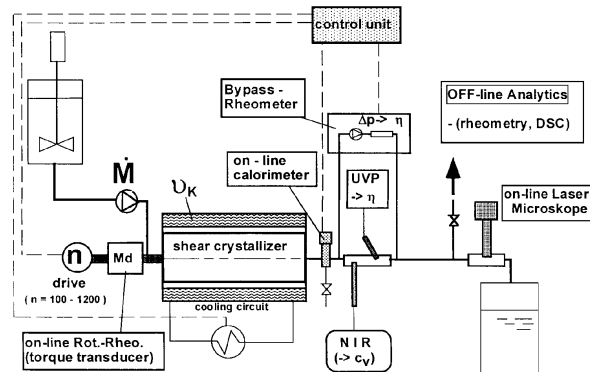 control unit
Bypass -
Rheometer
Δp-> η
OFF-line Analytics
- (rheometry, DSC)
on - line
calorimeter
UVP
-> η
on-line Laser
Microskope
Ṁ
υK
shear crystallizer
n
Md
drive
( n = 100 - 1200 )
cooling circuit
on-line Rot.-Rheo.
(torque transducer)
NIR
(-> cv)